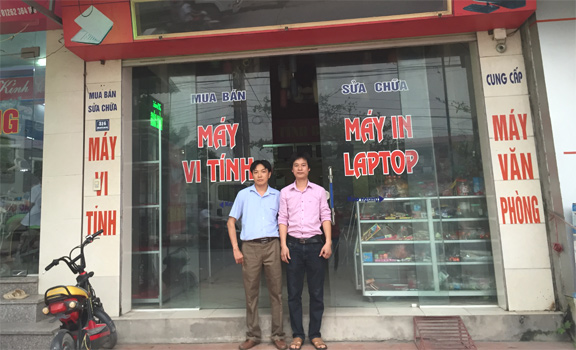 MUA BÁN
SỬA CHỮA
MÁY
VI
TÍNH
MUA BÁN
MÁY
VI TÍNH
SỬA CHỮA
MÁY IN
LAPTOP
CUNG CẤP
MÁY
VĂN
PHÒNG